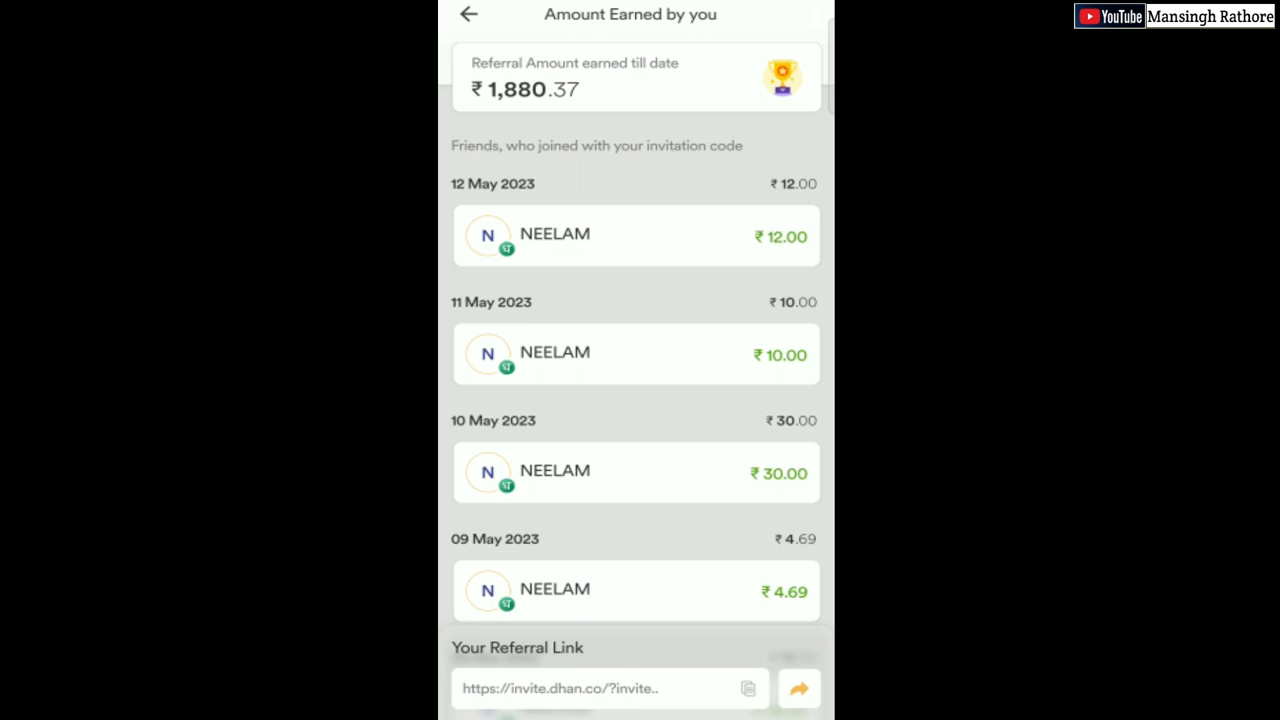 YouTube Mansingh Rathore
Amount Earned by you
Referral Amount earned till date
₹ 1,880.37
Friends, who joined with your invitation code
12 May 2023 ₹ 12.00
N ध NEELAM ₹ 12.00
11 May 2023 ₹ 10.00
N ध NEELAM ₹ 10.00
10 May 2023 ₹ 30.00
N ध NEELAM ₹ 30.00
09 May 2023 ₹ 4.69
N ध NEELAM ₹ 4.69
Your Referral Link
https://invite.dhan.co/?invite..